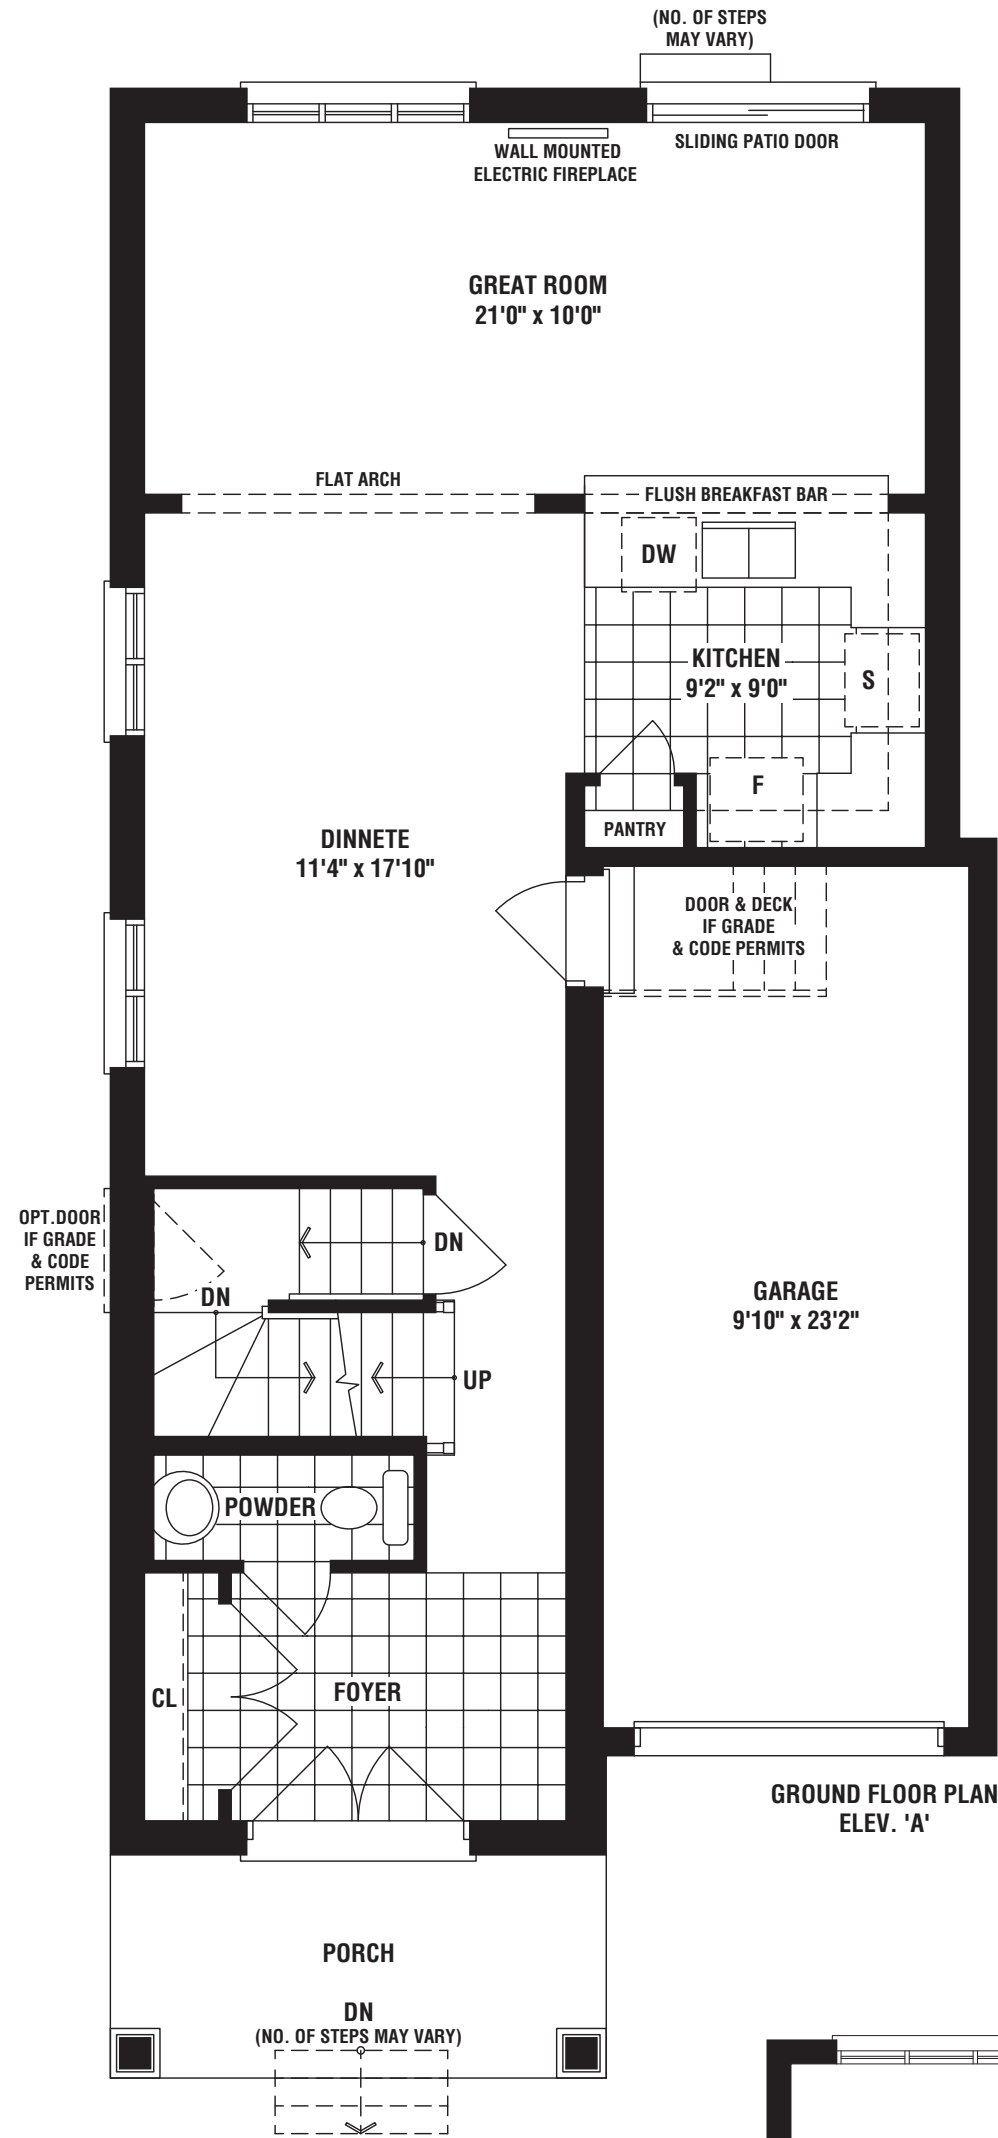 (NO. OF STEPS
MAY VARY)
WALL MOUNTED
ELECTRIC FIREPLACE
SLIDING PATIO DOOR
GREAT ROOM
21'0" x 10'0"
FLAT ARCH
FLUSH BREAKFAST BAR
DW
KITCHEN
9'2" x 9'0"
S
F
PANTRY
DINNETE
11'4" x 17'10"
DOOR & DECK
IF GRADE
& CODE PERMITS
OPT.DOOR
IF GRADE
& CODE
PERMITS
DN
DN
UP
GARAGE
9'10" x 23'2"
POWDER
CL
FOYER
GROUND FLOOR PLAN
ELEV. 'A'
PORCH
DN
(NO. OF STEPS MAY VARY)